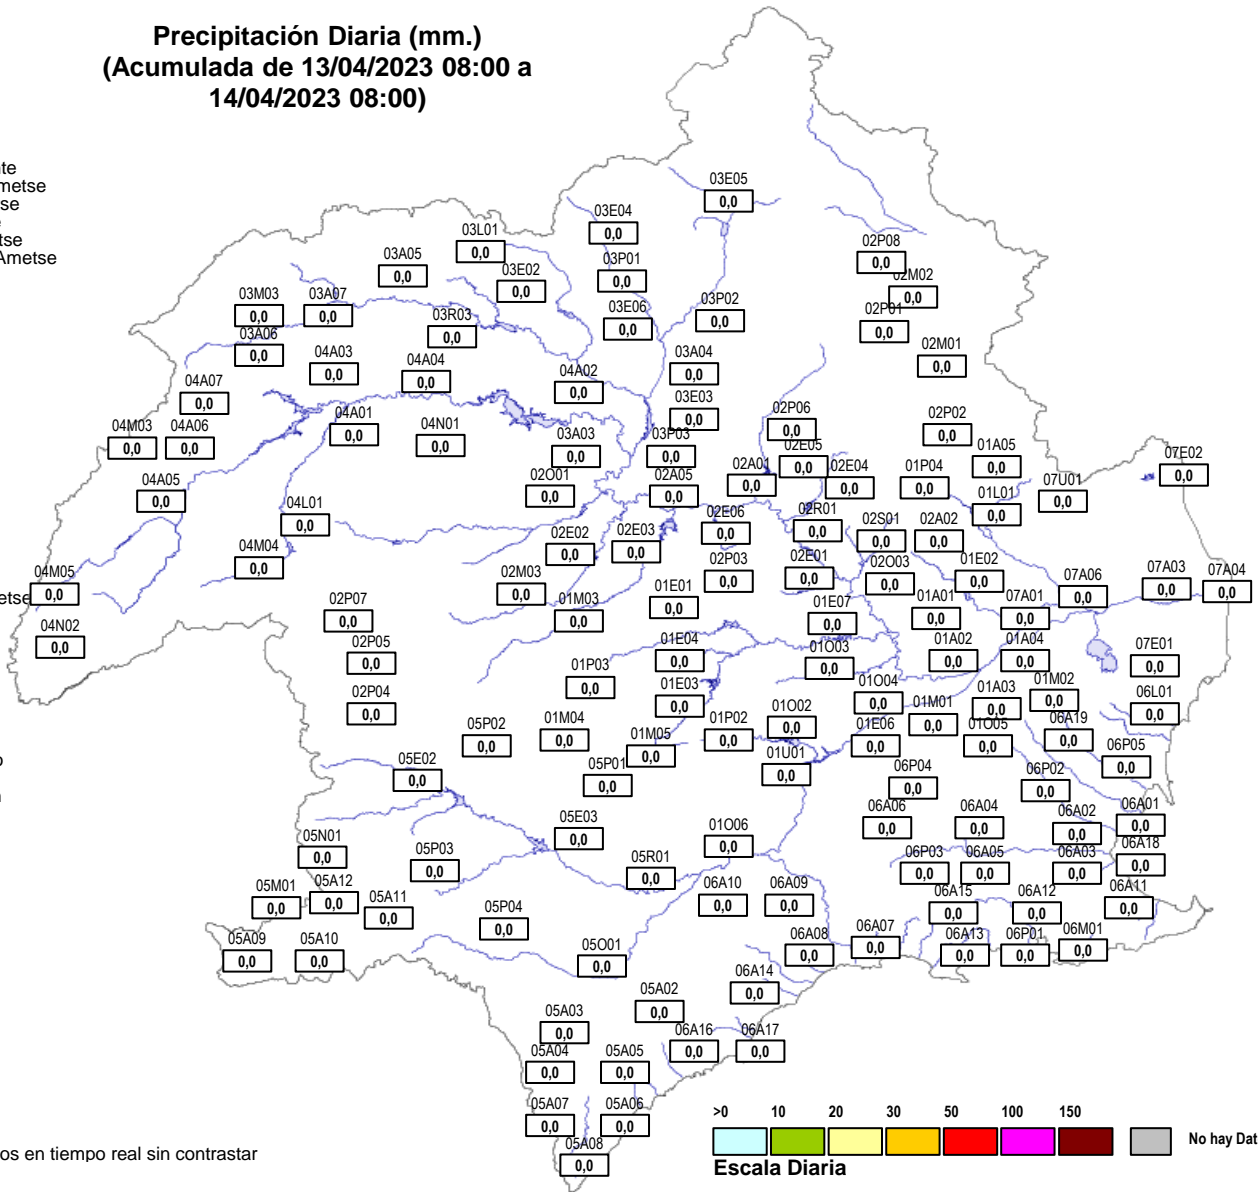 Precipitación Diaria (mm.)
(Acumulada de 13/04/2023 08:00 a
14/04/2023 08:00)
03E05
0,0
03E04
0,0
03L01
0,0
03A05
0,0
03P01
0,0
03E02
0,0
02P08
0,0
02M02
0,0
03M03
0,0
03A07
0,0
03P02
0,0
03E06
0,0
02P01
0,0
03R03
0,0
03A06
0,0
02M01
0,0
04A03
0,0
04A04
0,0
03A04
0,0
04A02
0,0
04A07
0,0
03E03
0,0
04A01
0,0
02P06
0,0
02P02
0,0
04M03
0,0
04A06
0,0
04N01
0,0
03A03
0,0
03P03
0,0
02E05
0,0
01A05
0,0
07E02
0,0
02O01
0,0
02A05
0,0
02A01
0,0
02E04
0,0
01P04
0,0
07U01
0,0
04A05
0,0
01L01
0,0
04L01
0,0
02E06
0,0
02R01
0,0
02S01
0,0
02A02
0,0
02E02
0,0
02E03
0,0
04M04
0,0
02P03
0,0
02E01
0,0
02O03
0,0
01E02
0,0
04M05
0,0
etse
02M03
0,0
07A06
0,0
07A03
0,0
07A04
0,0
02P07
0,0
01M03
0,0
01E01
0,0
01E07
0,0
01A01
0,0
07A01
0,0
04N02
0,0
02P05
0,0
01E04
0,0
01O03
0,0
01A02
0,0
01A04
0,0
07E01
0,0
01P03
0,0
01E03
0,0
01O04
0,0
01A03
0,0
01M02
0,0
06L01
0,0
02P04
0,0
01M01
0,0
05P02
0,0
01M04
0,0
01M05
0,0
01P02
0,0
01O02
0,0
01E06
0,0
01O05
0,0
06A19
0,0
06P05
0,0
05E02
0,0
05P01
0,0
01U01
0,0
06P04
0,0
06P02
0,0
05E03
0,0
01O06
0,0
06A06
0,0
06A04
0,0
06A02
0,0
06A01
0,0
05N01
0,0
05P03
0,0
05R01
0,0
06P03
0,0
06A05
0,0
06A03
0,0
06A18
0,0
05M01
0,0
05A12
0,0
05A11
0,0
06A10
0,0
06A09
0,0
06A15
0,0
06A12
0,0
06A11
0,0
05P04
0,0
05A09
0,0
05A10
0,0
05O01
0,0
06A08
0,0
06A07
0,0
06A13
0,0
06P01
0,0
06M01
0,0
06A14
0,0
05A02
0,0
05A03
0,0
06A16
0,0
06A17
0,0
05A04
0,0
05A05
0,0
05A07
0,0
05A06
0,0
05A08
0,0
>0 10 20 30 50 100 150
No hay Dat
Escala Diaria
os en tiempo real sin contrastar